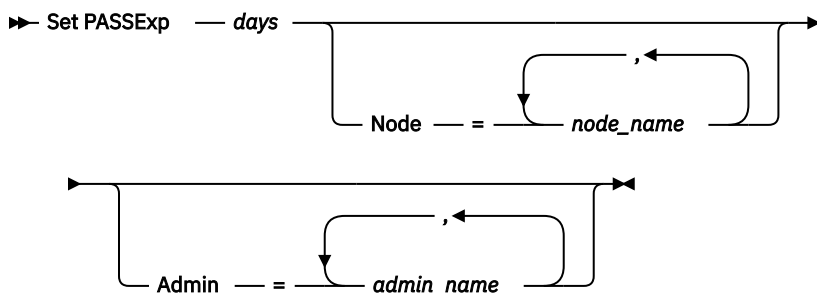 Set PASSExp days
,
Node = node_name
,
Admin = admin_name